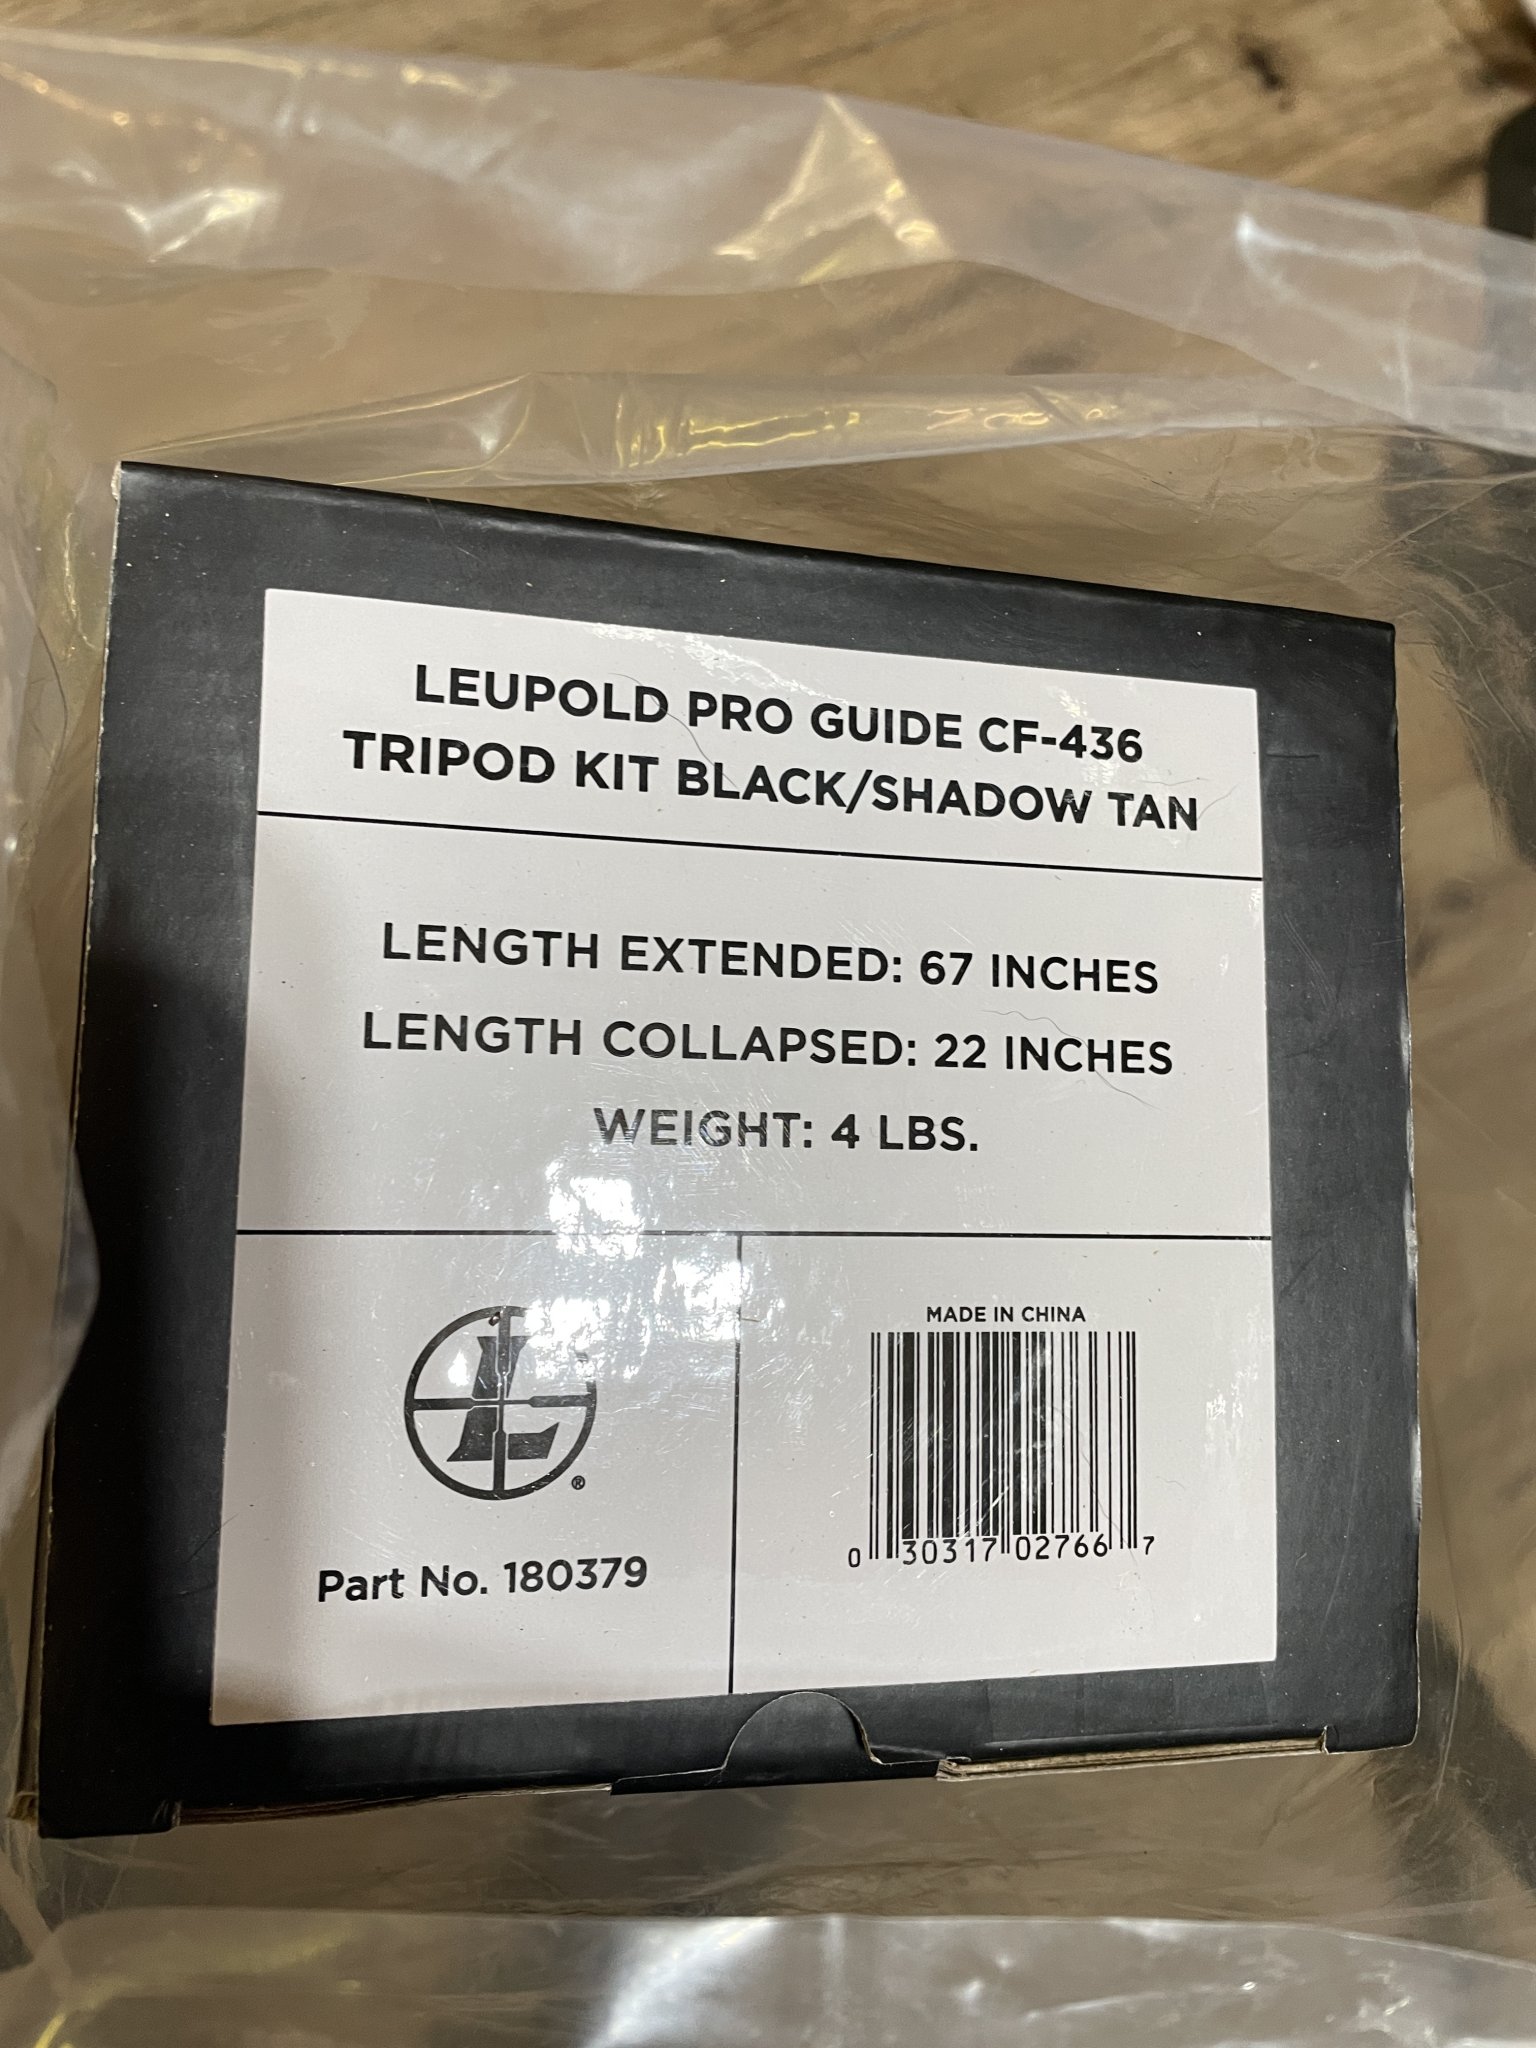 LEUPOLD PRO GUIDE CF-436
TRIPOD KIT BLACK/SHADOW TAN
LENGTH EXTENDED: 67 INCHES
LENGTH COLLAPSED: 22 INCHES
WEIGHT: 4 LBS.
L
®
Part No. 180379
MADE IN CHINA
0 30317 02766 7